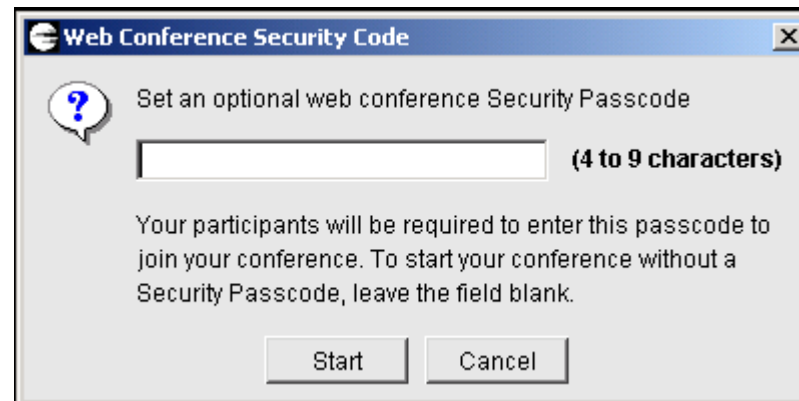 Web Conference Security Code
Set an optional web conference Security Passcode
(4 to 9 characters)
Your participants will be required to enter this passcode to
join your conference. To start your conference without a
Security Passcode, leave the field blank.
Start Cancel